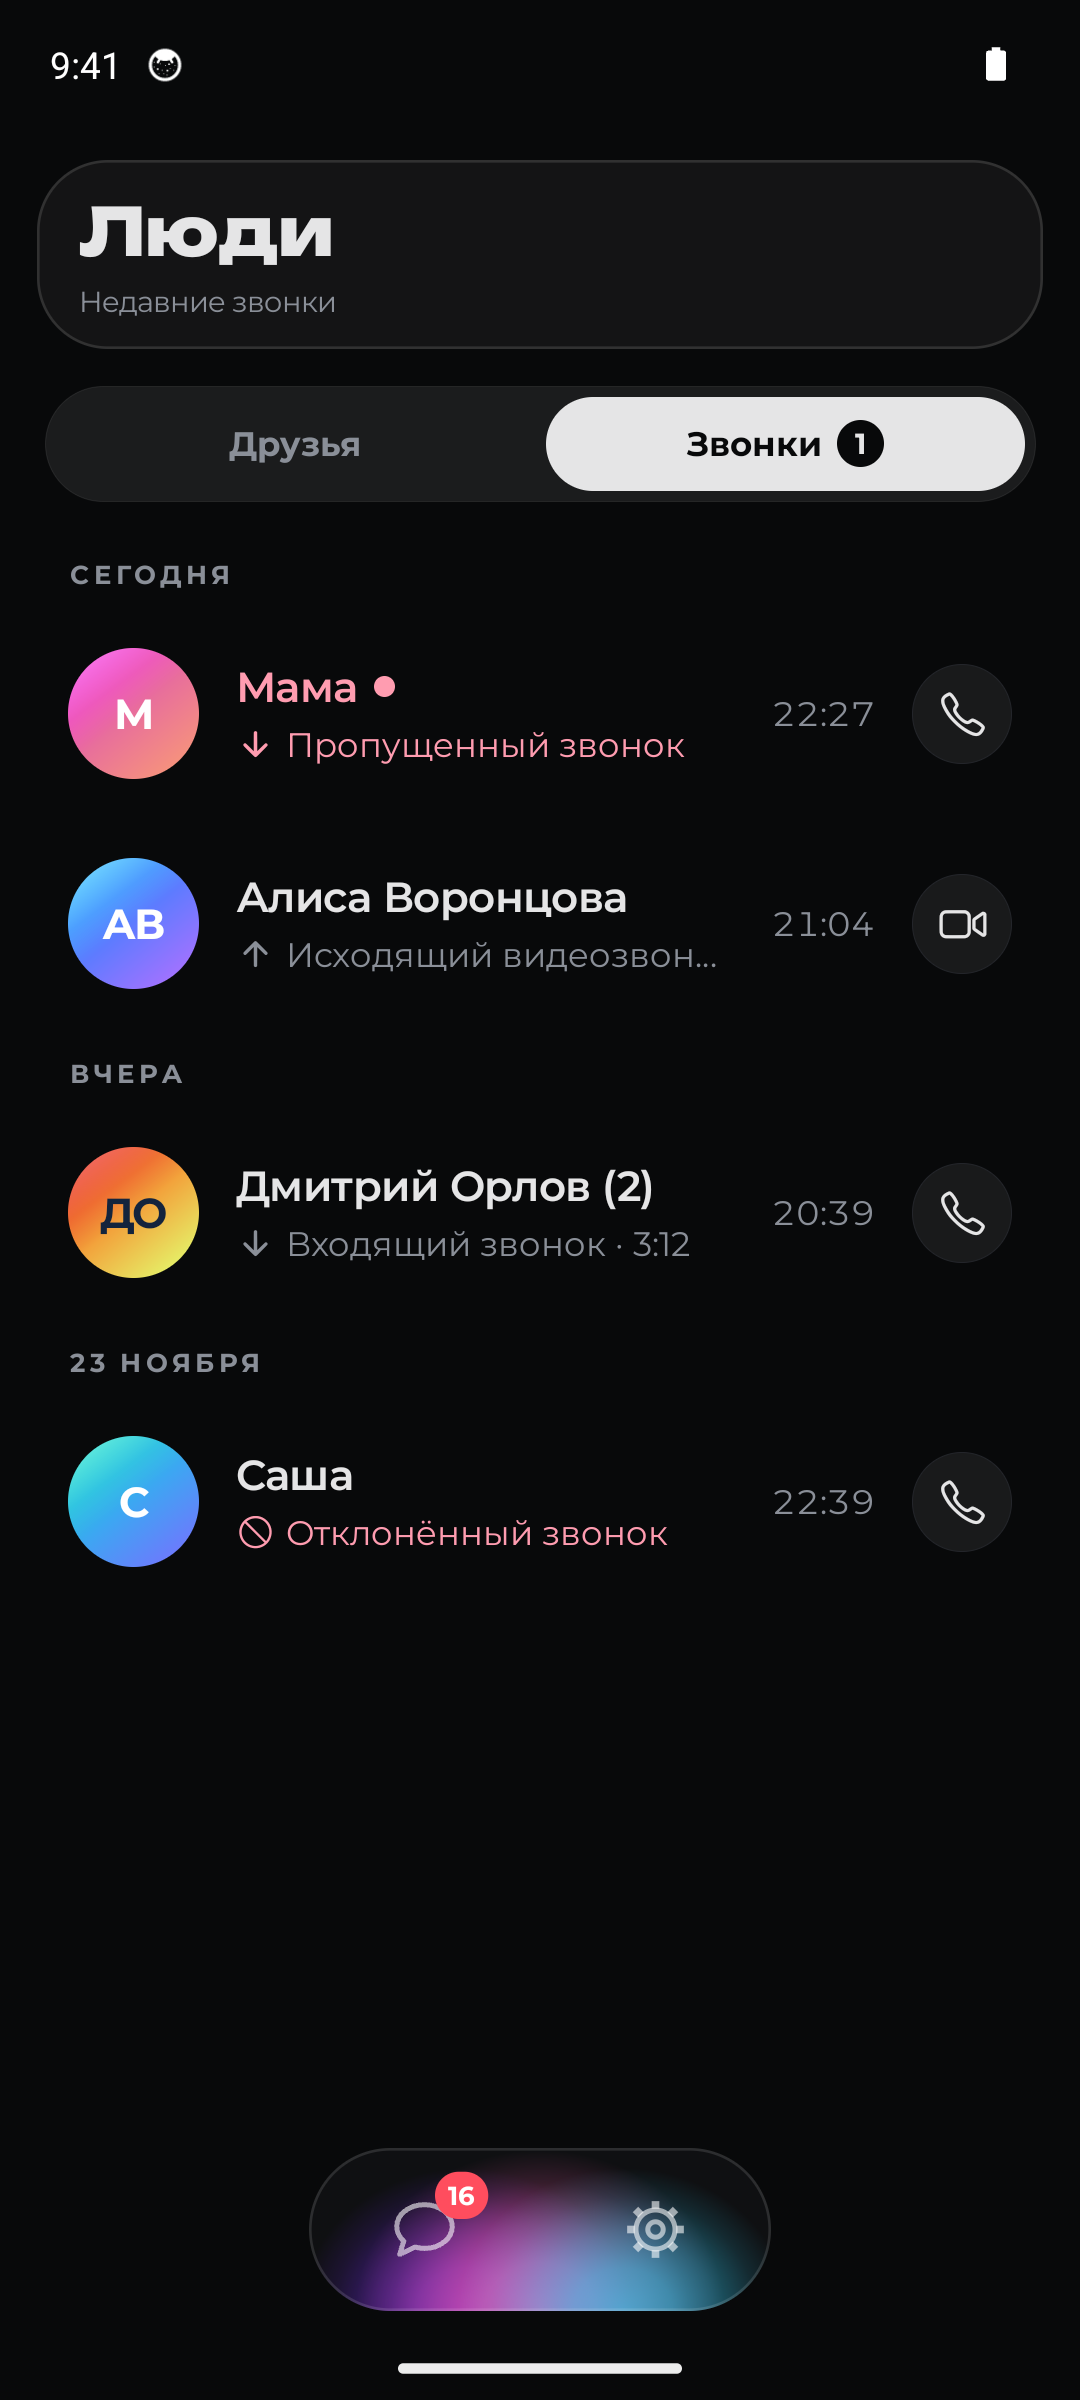 9:41
Люди
Недавние звонки
Друзья
Звонки 1
СЕГОДНЯ
М
Мама
Пропущенный звонок
22:27
АВ
Алиса Воронцова
Исходящий видеозвон...
21:04
ВЧЕРА
ДО
Дмитрий Орлов (2)
Входящий звонок · 3:12
20:39
23 НОЯБРЯ
С
Саша
Отклонённый звонок
22:39
16